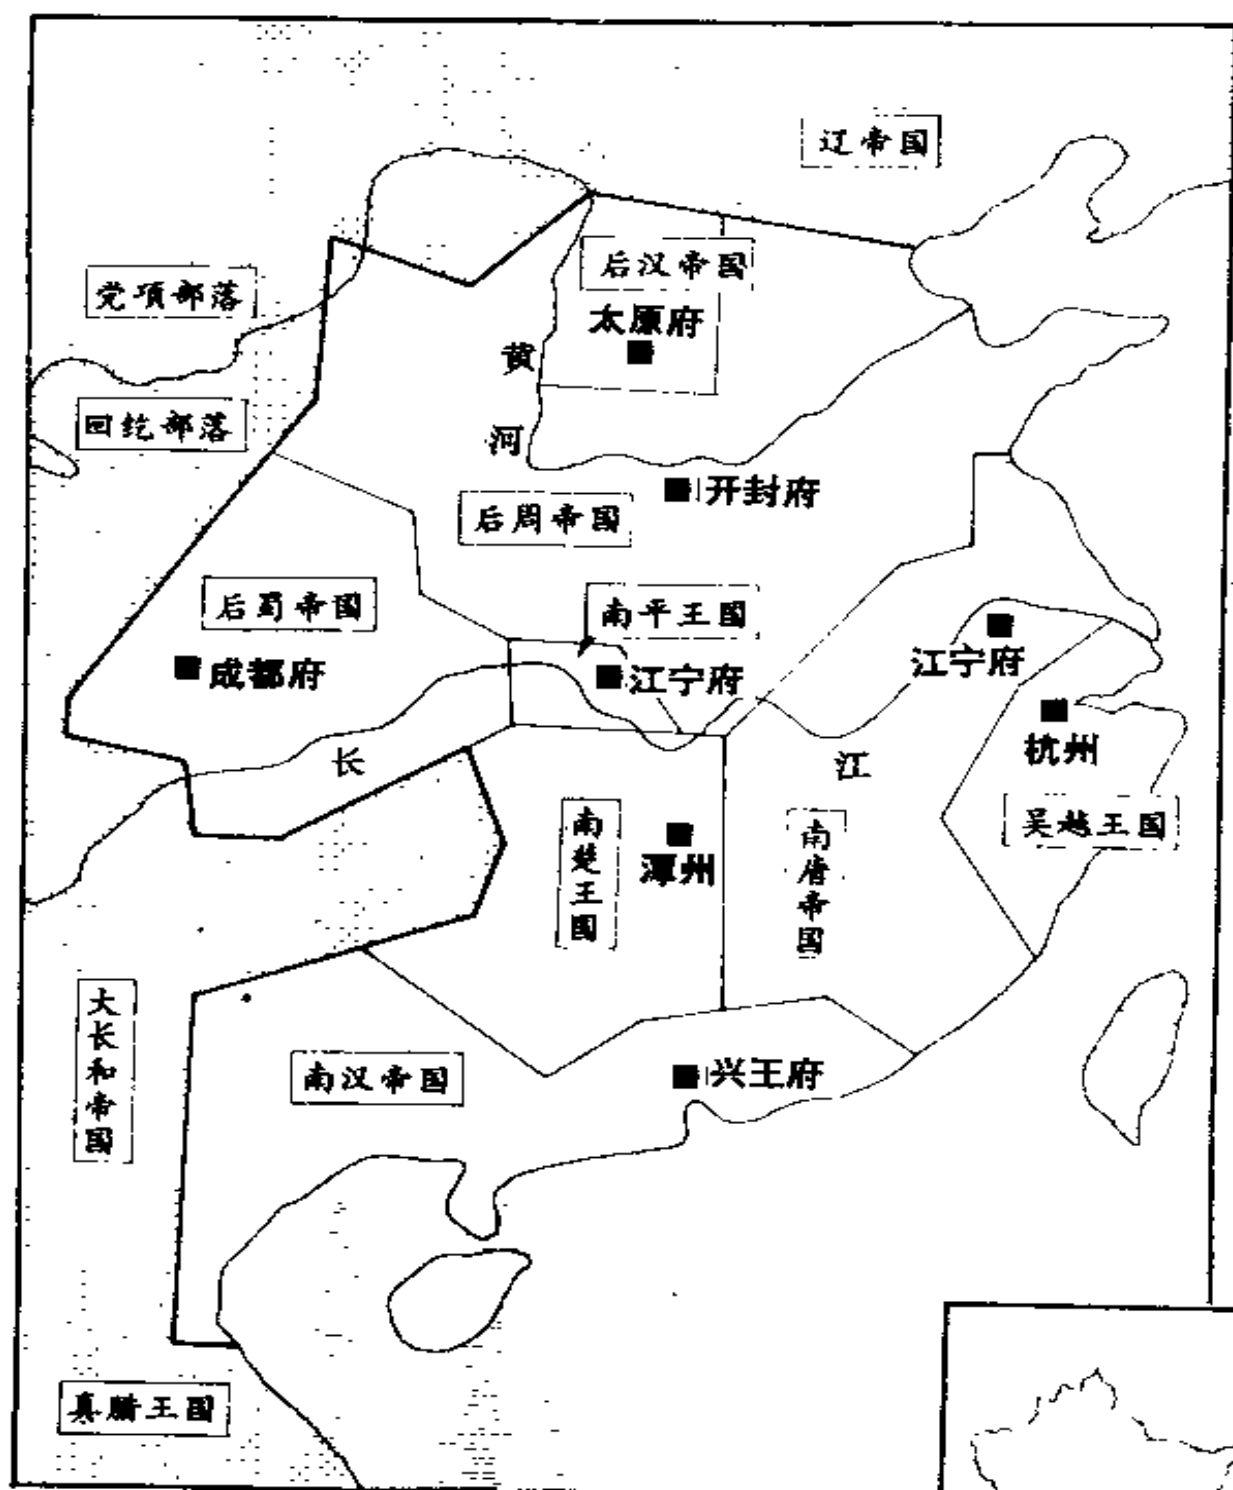 辽帝国
后汉帝国
太原府
党项部落
黄
河
回纥部落
开封府
后周帝国
后蜀帝国
南平王国
成都府
江宁府
江宁府
杭州
长
江
吴越王国
南楚王国
潭州
南唐帝国
大长和帝国
南汉帝国
兴王府
真腊王国